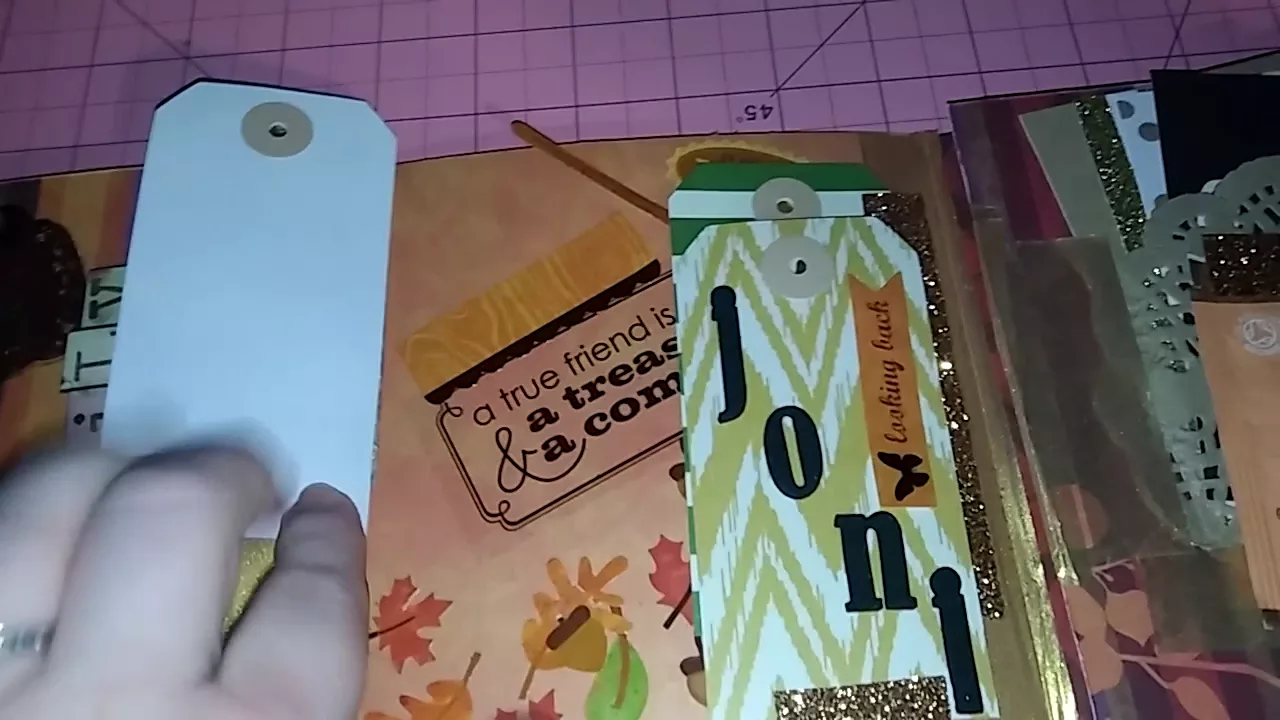 45°
a true friend is
a treas
& a com
joni
looking back